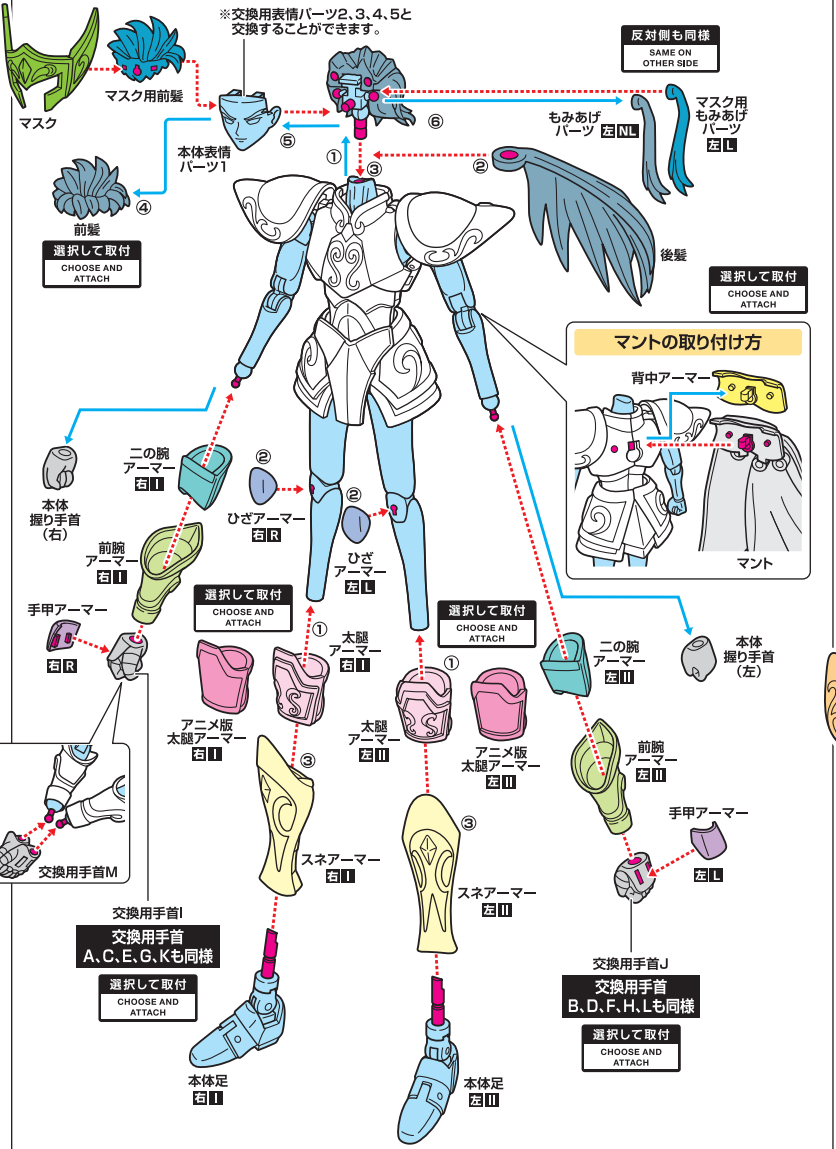 ※交換用表情パーツ2、3、4、5と
交換することができます。
反対側も同様
SAME ON
OTHER SIDE
マスク
マスク用前髪
本体表情
パーツ1
⑤
⑥
①
③
②
もみあげ
パーツ 左 NL
マスク用
もみあげ
パーツ
左 L
④
前髪
選択して取付
CHOOSE AND
ATTACH
後髪
選択して取付
CHOOSE AND
ATTACH
マントの取り付け方
背中アーマー
マント
本体
握り手首
(右)
二の腕
アーマー
右 I
②
ひざアーマー
右 R
②
ひざ
アーマー
左 L
前腕
アーマー
右 I
手甲アーマー
右 R
選択して取付
CHOOSE AND
ATTACH
①
太腿
アーマー
右 I
アニメ版
太腿アーマー
右 I
選択して取付
CHOOSE AND
ATTACH
①
太腿
アーマー
左 II
アニメ版
太腿アーマー
左 II
二の腕
アーマー
左 II
本体
握り手首
(左)
前腕
アーマー
左 II
手甲アーマー
左 L
③
スネアーマー
右 I
③
スネアーマー
左 II
交換用手首M
交換用手首I
交換用手首
A、C、E、G、Kも同様
選択して取付
CHOOSE AND
ATTACH
交換用手首J
交換用手首
B、D、F、H、Lも同様
選択して取付
CHOOSE AND
ATTACH
本体足
右 I
本体足
左 II